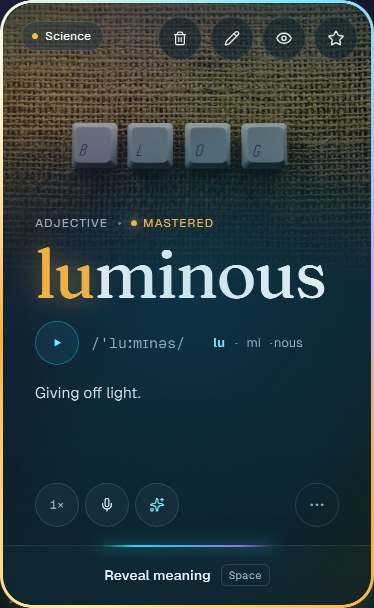 Science
B L O G
ADJECTIVE • MASTERED
luminous
/ˈluːmɪnəs/ lu · mi ·nous
Giving off light.
1×
Reveal meaning Space